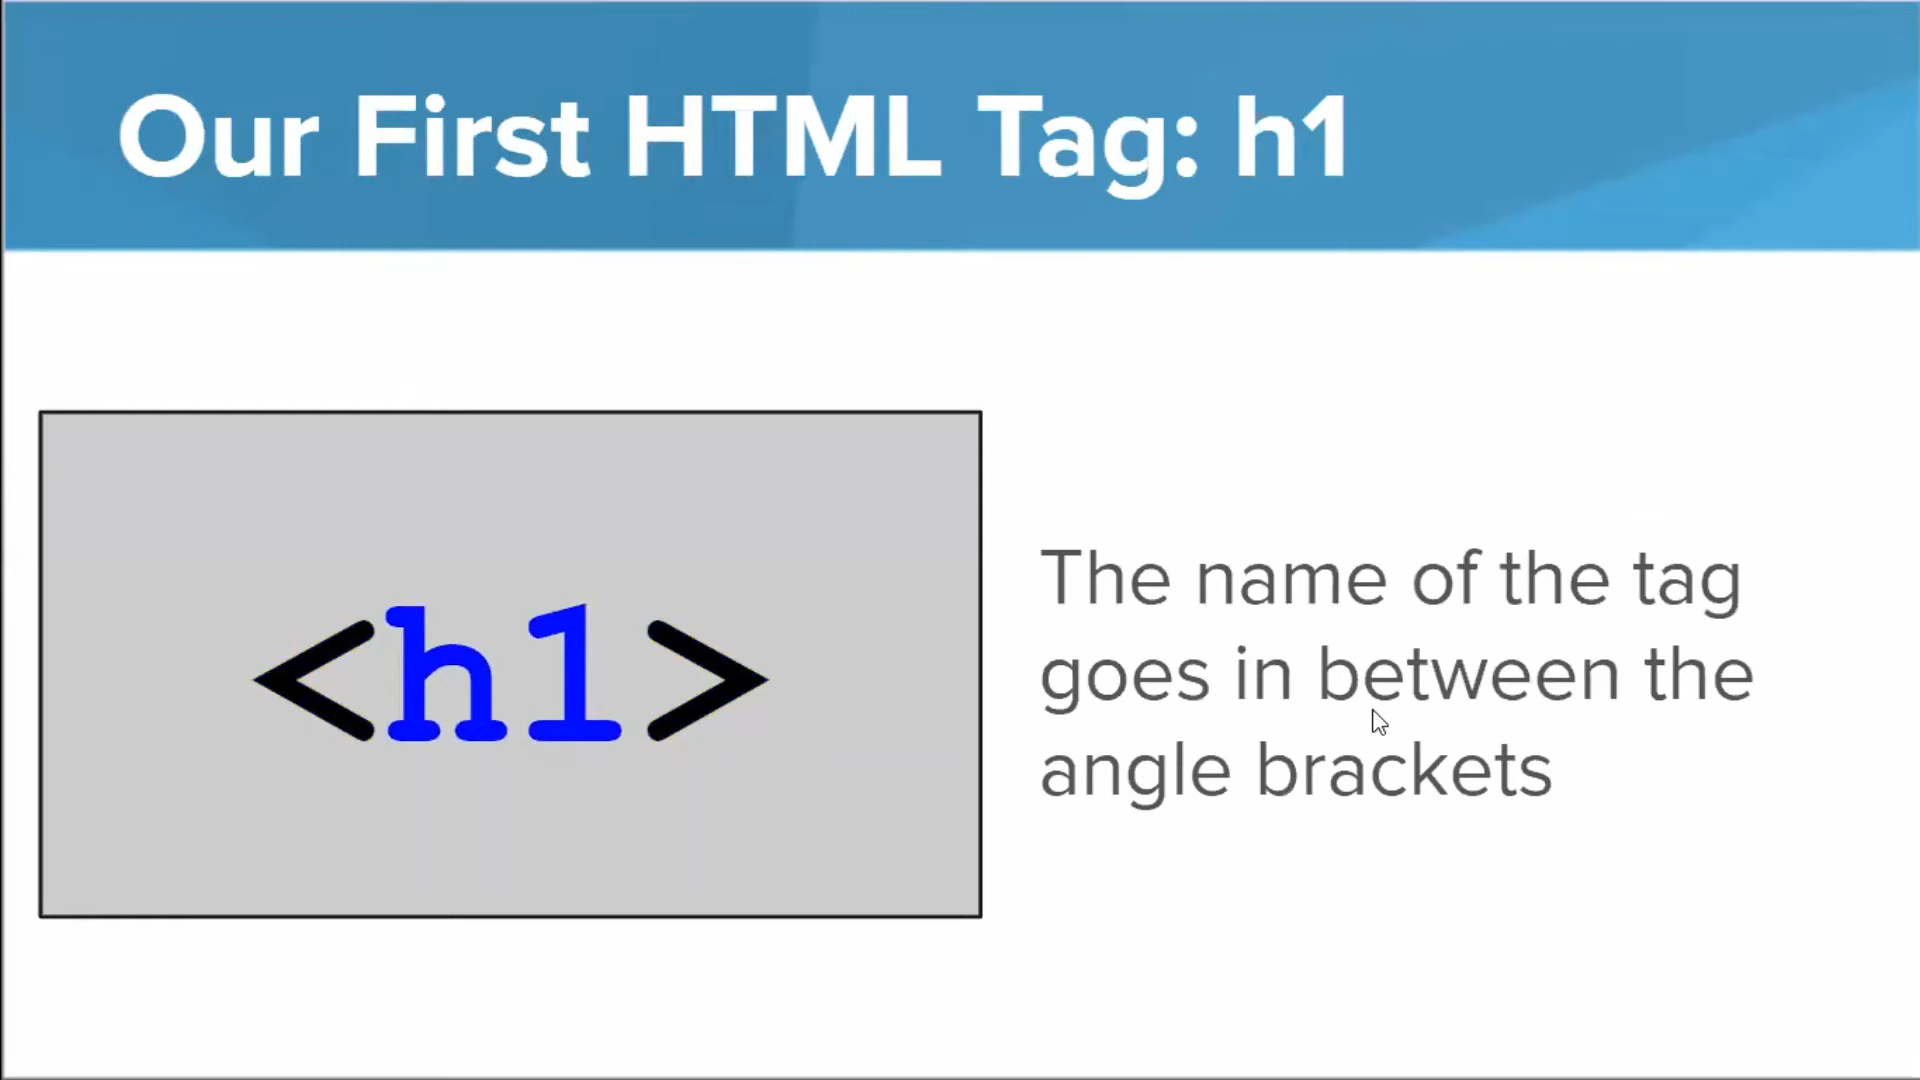 Our First HTML Tag: h1
<h1>
The name of the tag
goes in between the
angle brackets